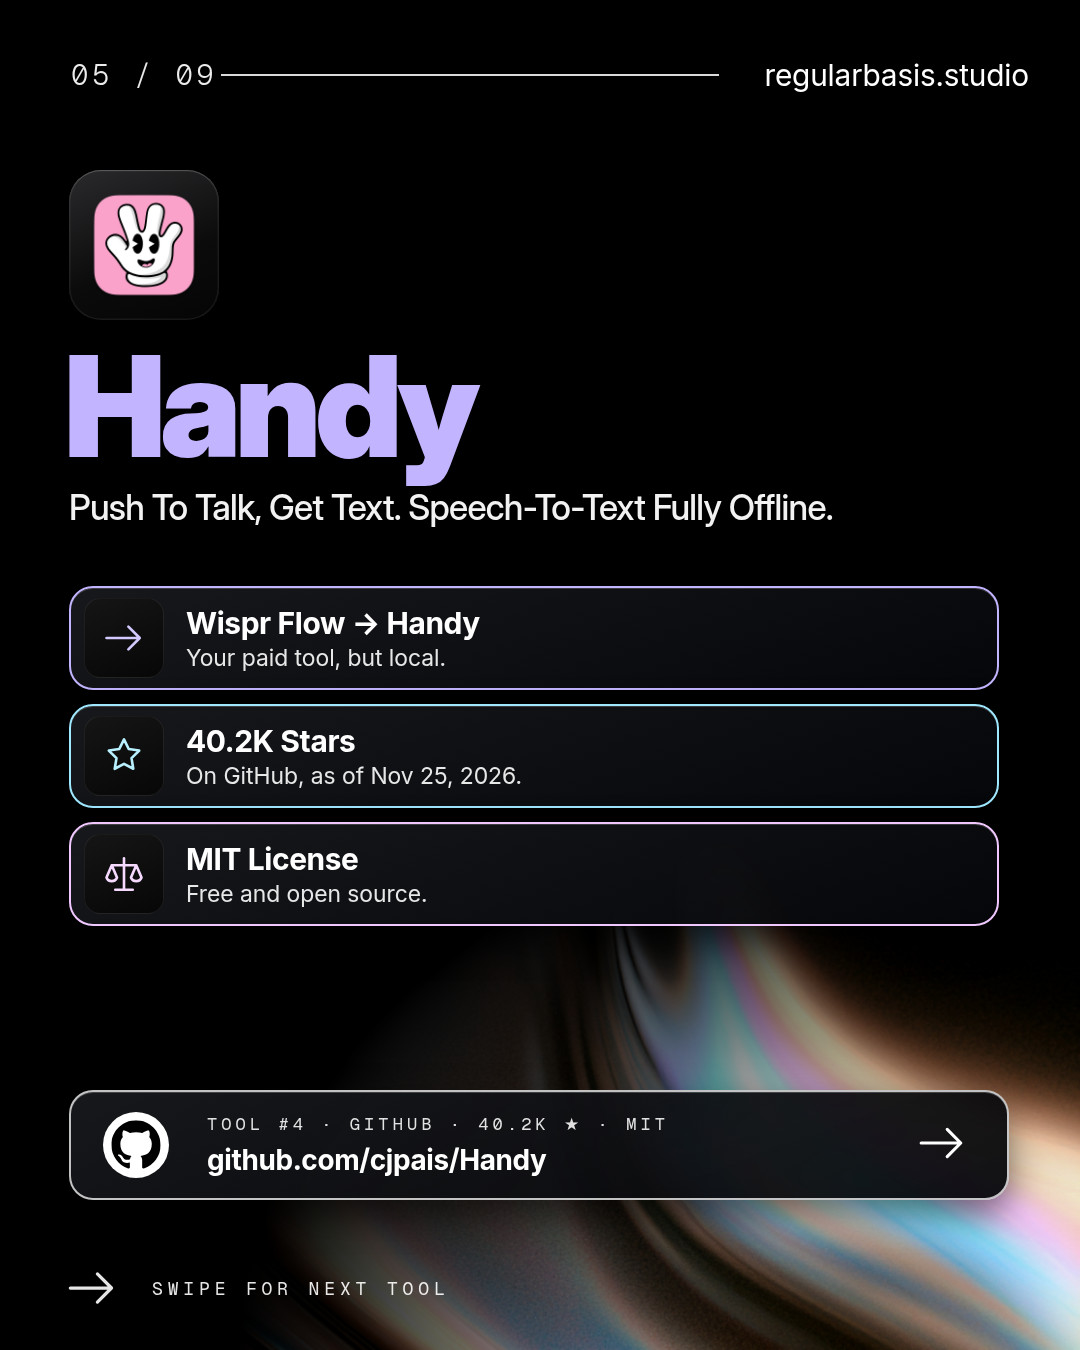 05 / 09
regularbasis.studio
Handy
Push To Talk, Get Text. Speech-To-Text Fully Offline.
Wispr Flow → Handy
Your paid tool, but local.
40.2K Stars
On GitHub, as of Nov 25, 2026.
MIT License
Free and open source.
TOOL #4 · GITHUB · 40.2K ★ · MIT
github.com/cjpais/Handy
SWIPE FOR NEXT TOOL